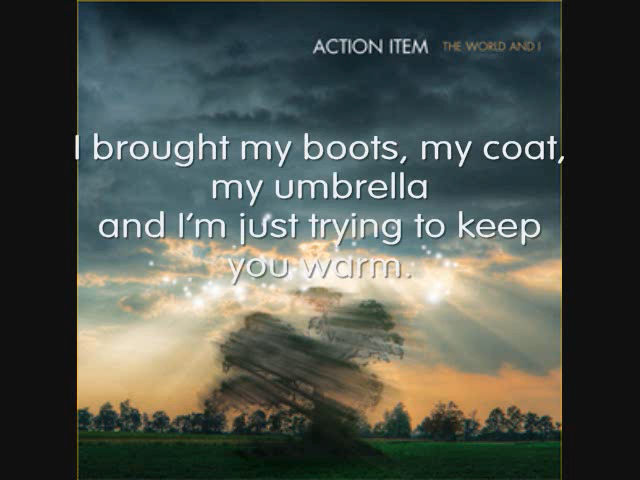 ACTION ITEM THE WORLD AND I
I brought my boots, my coat,
my umbrella
and I'm just trying to keep
you warm.